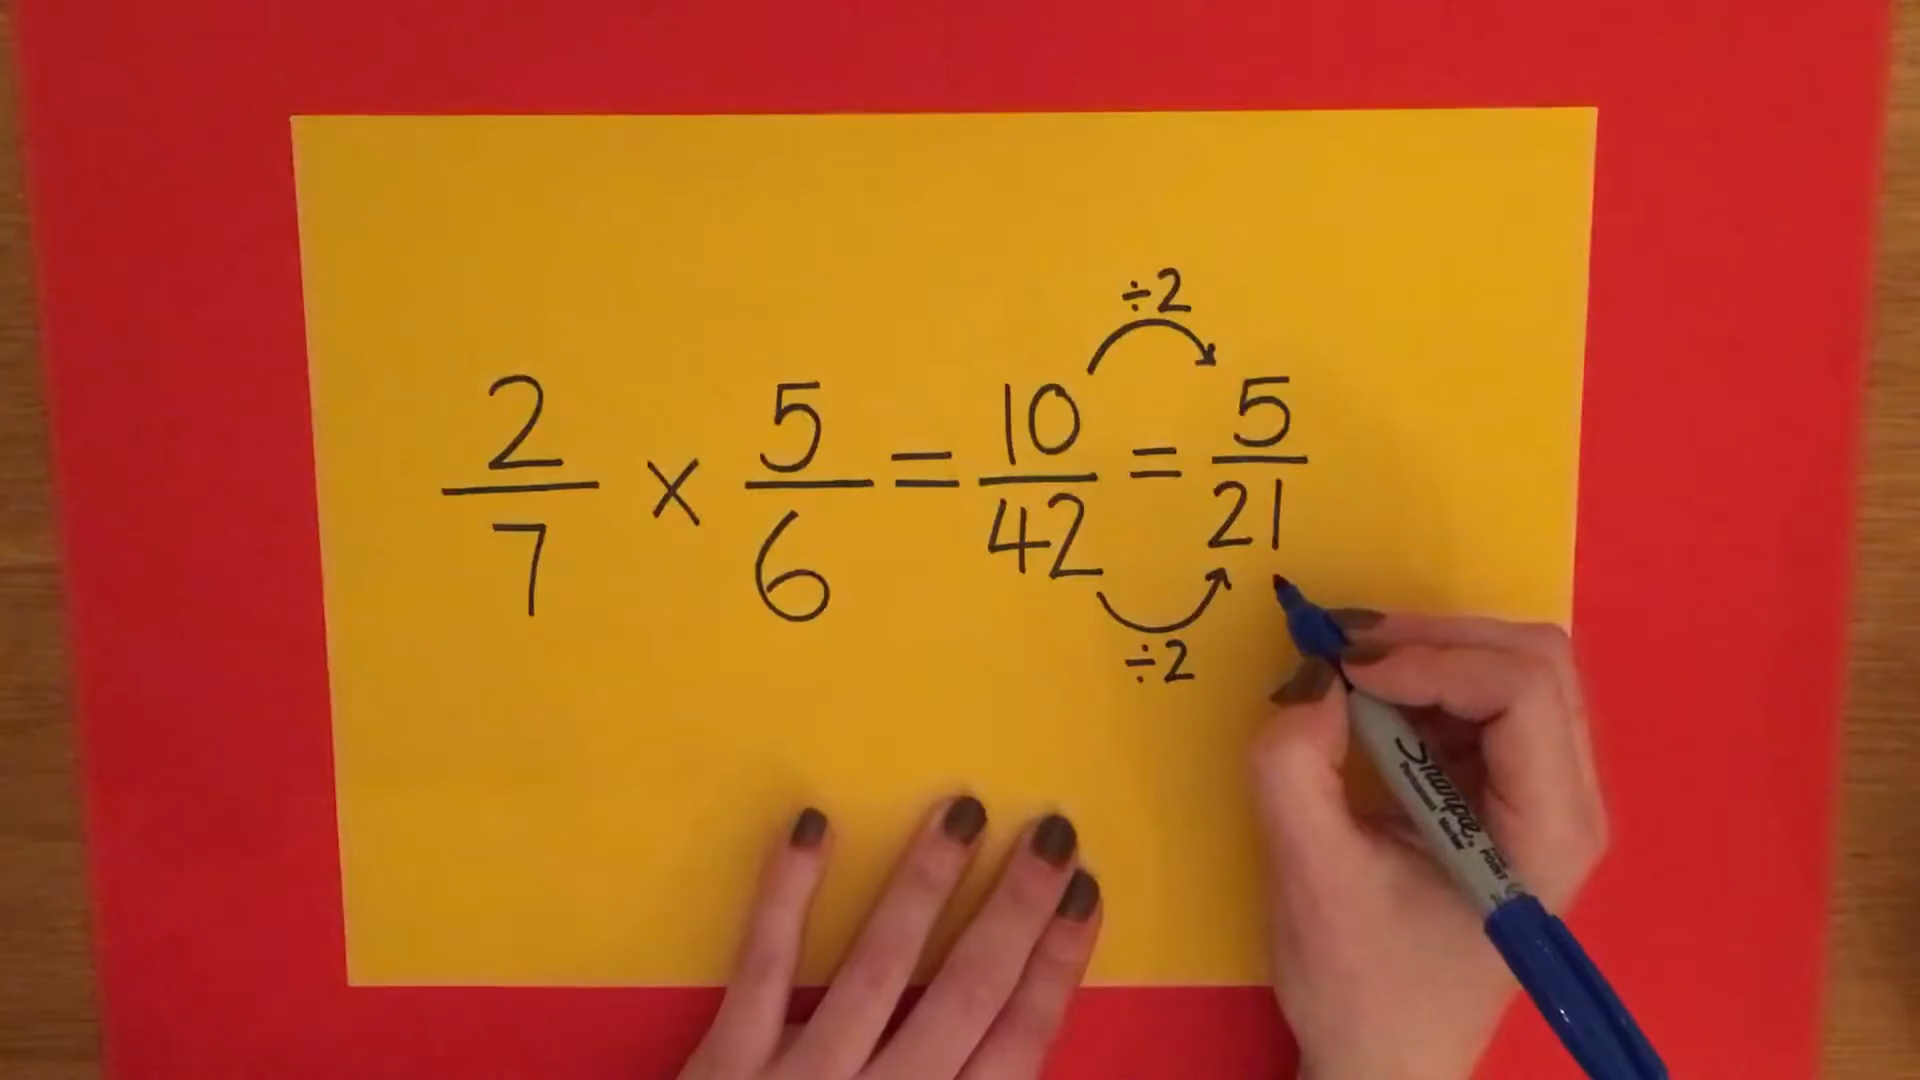 ÷2
2/7 × 5/6 = 10/42 = 5/21
÷2
Sharpie